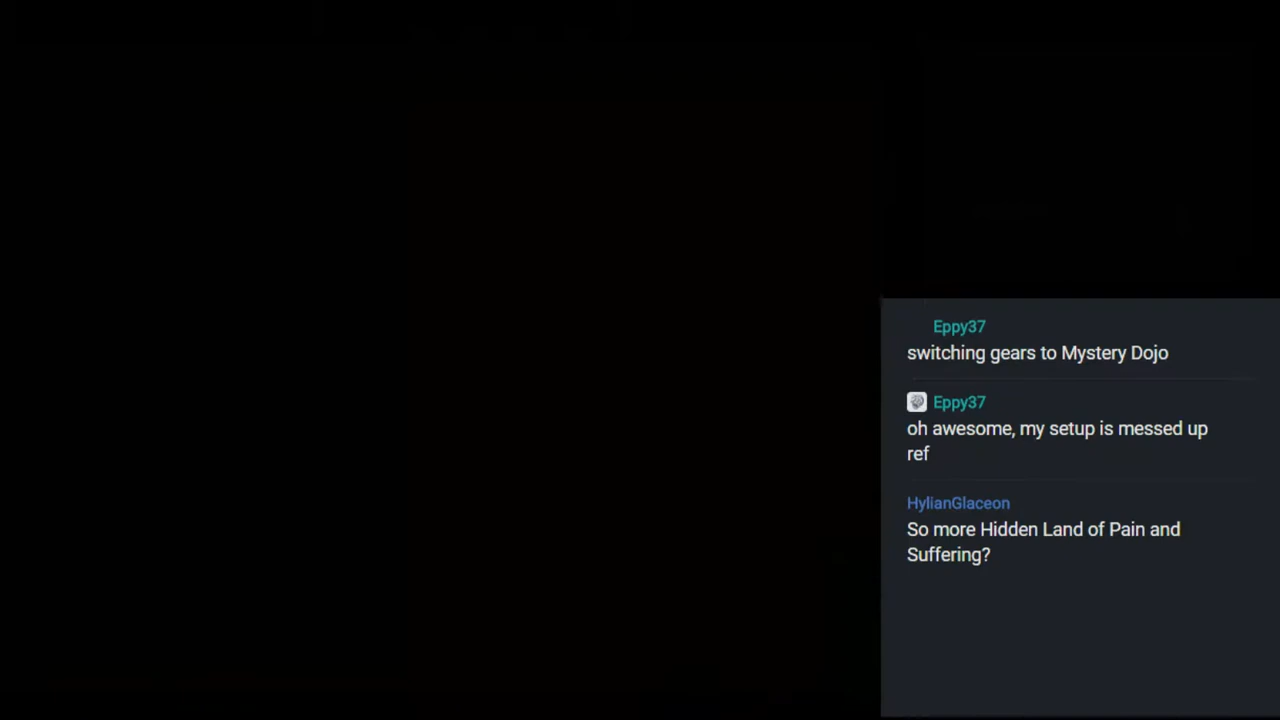 Eppy37
switching gears to Mystery Dojo
Eppy37
oh awesome, my setup is messed up
ref
HylianGlaceon
So more Hidden Land of Pain and
Suffering?